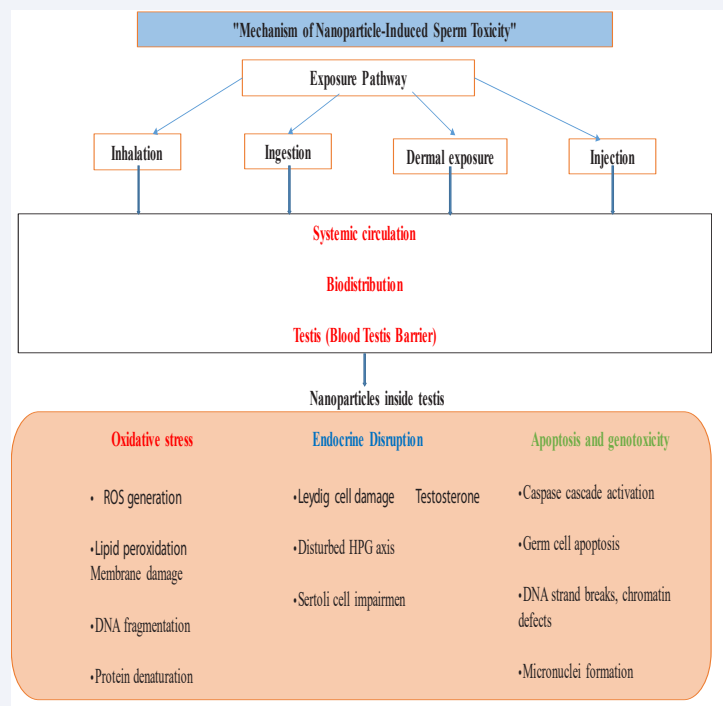 "Mechanism of Nanoparticle-Induced Sperm Toxicity"
Exposure Pathway
Inhalation
Ingestion
Dermal exposure
Injection
Systemic circulation
Biodistribution
Testis (Blood Testis Barrier)
Nanoparticles inside testis
Oxidative stress
• ROS generation
•Lipid peroxidation
Membrane damage
•DNA fragmentation
•Protein denaturation
Endocrine Disruption
•Leydig cell damage Testosterone
•Disturbed HPG axis
•Sertoli cell impairmen
Apoptosis and genotoxicity
•Caspase cascade activation
•Germ cell apoptosis
•DNA strand breaks, chromatin
defects
•Micronuclei formation